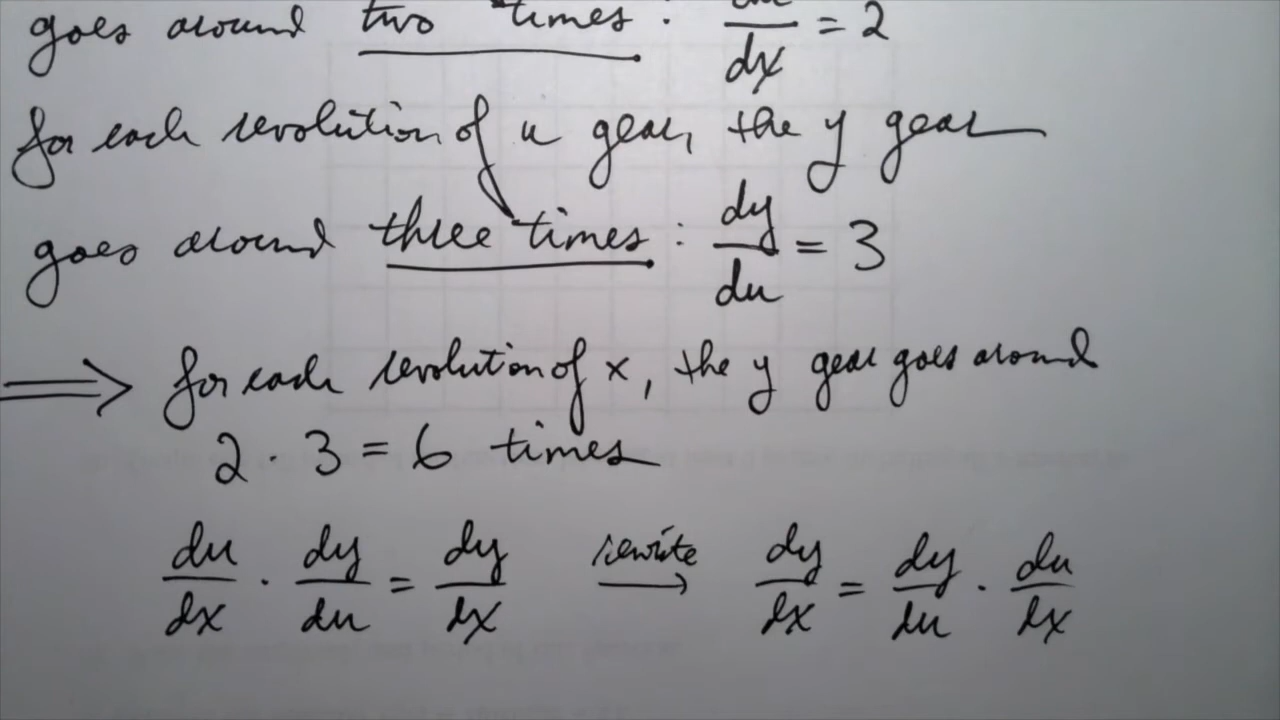 goes around two times : du/dx = 2
for each revolution of u gear, the y gear
goes around three times : dy/du = 3
⟹ for each revolution of x, the y gear goes around
2 · 3 = 6 times
du/dx · dy/du = dy/dx rewrite → dy/dx = dy/du · du/dx